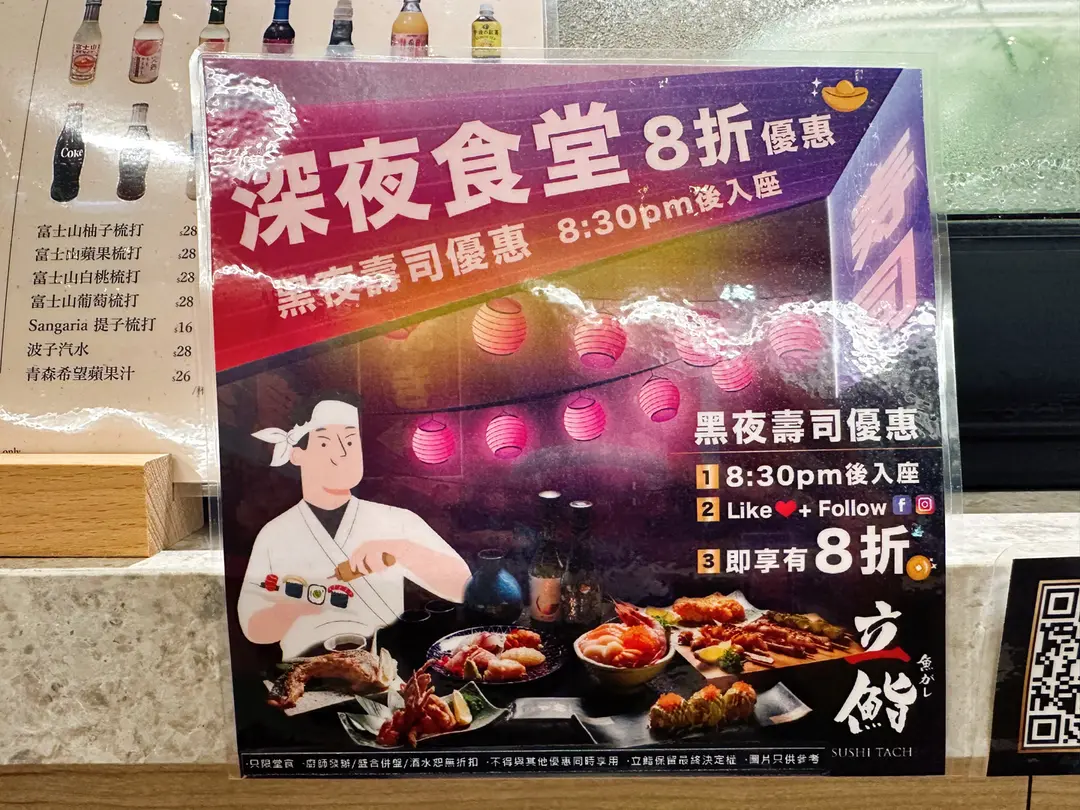 富士山
Coke
富士山柚子梳打 $28
富士山蘋果梳打 $28
富士山白桃梳打 $28
富士山葡萄梳打 $28
Sangaria 提子梳打 $16
波子汽水 $28
青森希望蘋果汁 $26
only
深夜食堂 8折優惠
黑夜壽司優惠 8:30pm後入座
寿司
黑夜壽司優惠
1 8:30pm後入座
2 Like❤+ Follow
3 即享有8折
立鮨
魚がし
SUSHI TACH
·只限堂食 ·廚師發辦/盛合併盤/酒水恕無折扣 ·不得與其他優惠同時享用 ·立鮨保留最終決定權 ·圖片只供參考